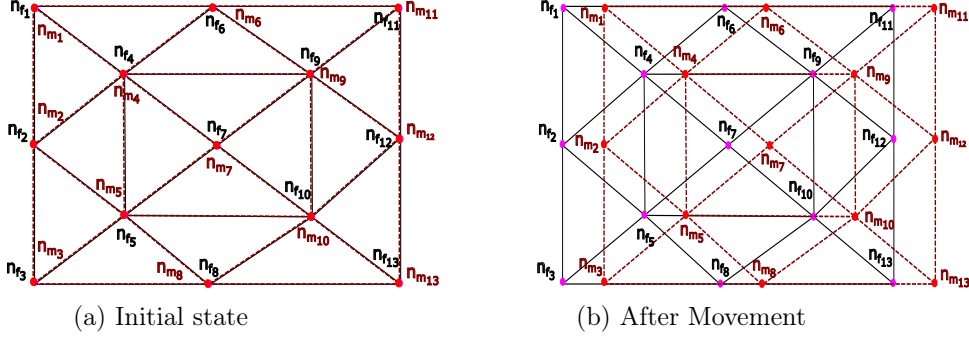 n_f1 n_m6 n_m11 n_f1 n_m1 n_m11
n_m1 n_f6 n_f11 n_f6 n_m6 n_f11
n_f4 n_f9 n_f4 n_m4 n_f9
n_m4 n_m9 n_m9
n_m2 n_f7 n_f12 n_m12 n_f7 n_f12 n_m12
n_f2 n_m7 n_f2 n_m2 n_m7
n_m5 n_f10 n_f10
n_f5 n_m10 n_f5 n_m5 n_m10
n_m3 n_m8 n_f8 n_f13 n_m3 n_f8 n_m8 n_f13
n_f3 n_m13 n_f3 n_m13
(a) Initial state (b) After Movement